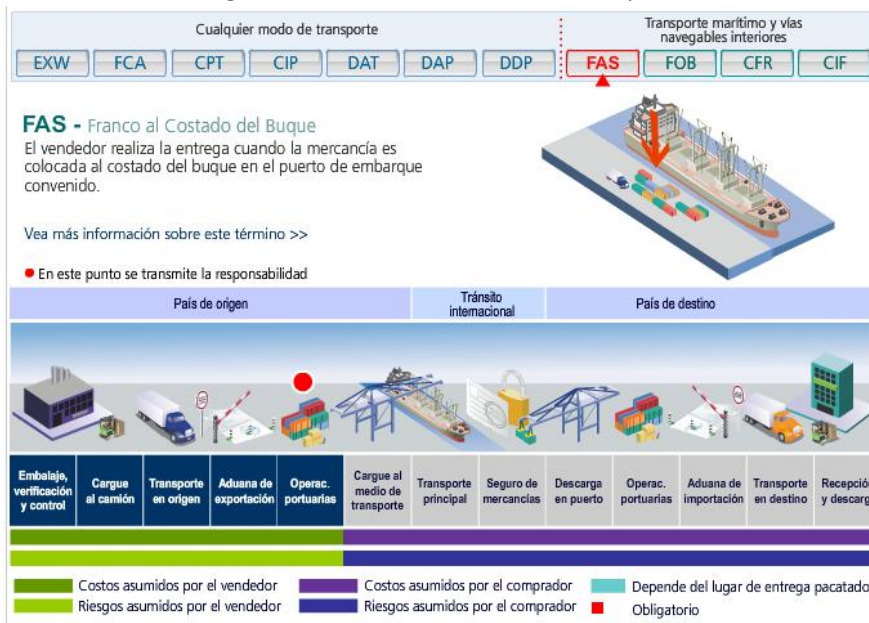 Cualquier modo de transporte
Transporte marítimo y vías
navegables interiores
EXW FCA CPT CIP DAT DAP DDP FAS FOB CFR CIF
FAS - Franco al Costado del Buque
El vendedor realiza la entrega cuando la mercancía es
colocada al costado del buque en el puerto de embarque
convenido.
Vea más información sobre este término >>
En este punto se transmite la responsabilidad
País de origen
Tránsito
internacional
País de destino
Embalaje,
verificación
y control
Cargue
al camión
Transporte
en origen
Aduana de
exportación
Operac.
portuarias
Cargue al
medio de
transporte
Transporte
principal
Seguro de
mercancías
Descarga
en puerto
Operac.
portuarias
Aduana de
importación
Transporte
en destino
Recepció
y descarg
Costos asumidos por el vendedor
Costos asumidos por el comprador
Depende del lugar de entrega pacatado
Riesgos asumidos por el vendedor
Riesgos asumidos por el comprador
Obligatorio